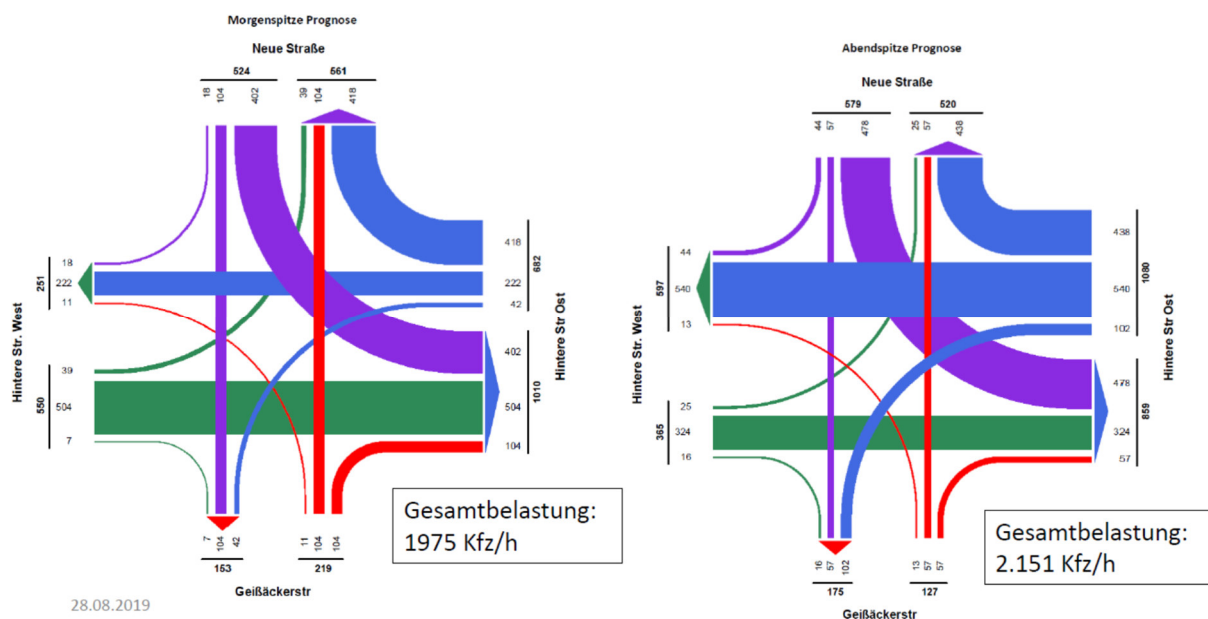 Morgenspitze Prognose
Neue Straße
524 561
18 104 402 39 104 418
Hintere Str. West
251
18
222
11
550
39
504
7
418
222
42
682
402
504
104
1010
Hintere Str Ost
7 104 42 11 104 104
153 219
Geißäckerstr
Gesamtbelastung:
1975 Kfz/h
28.08.2019
Abendspitze Prognose
Neue Straße
579 520
44 57 478 25 57 438
Hintere Str. West
597
44
540
13
365
25
324
16
438
540
102
1080
478
324
57
859
Hintere Str Ost
16 57 102 13 57 57
175 127
Geißäckerstr
Gesamtbelastung:
2.151 Kfz/h